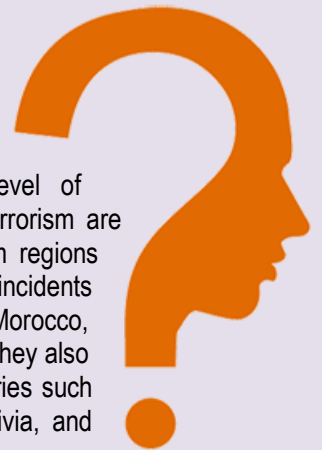 evel of
rrorism are
n regions
incidents
Morocco,
hey also
ries such
ivia, and